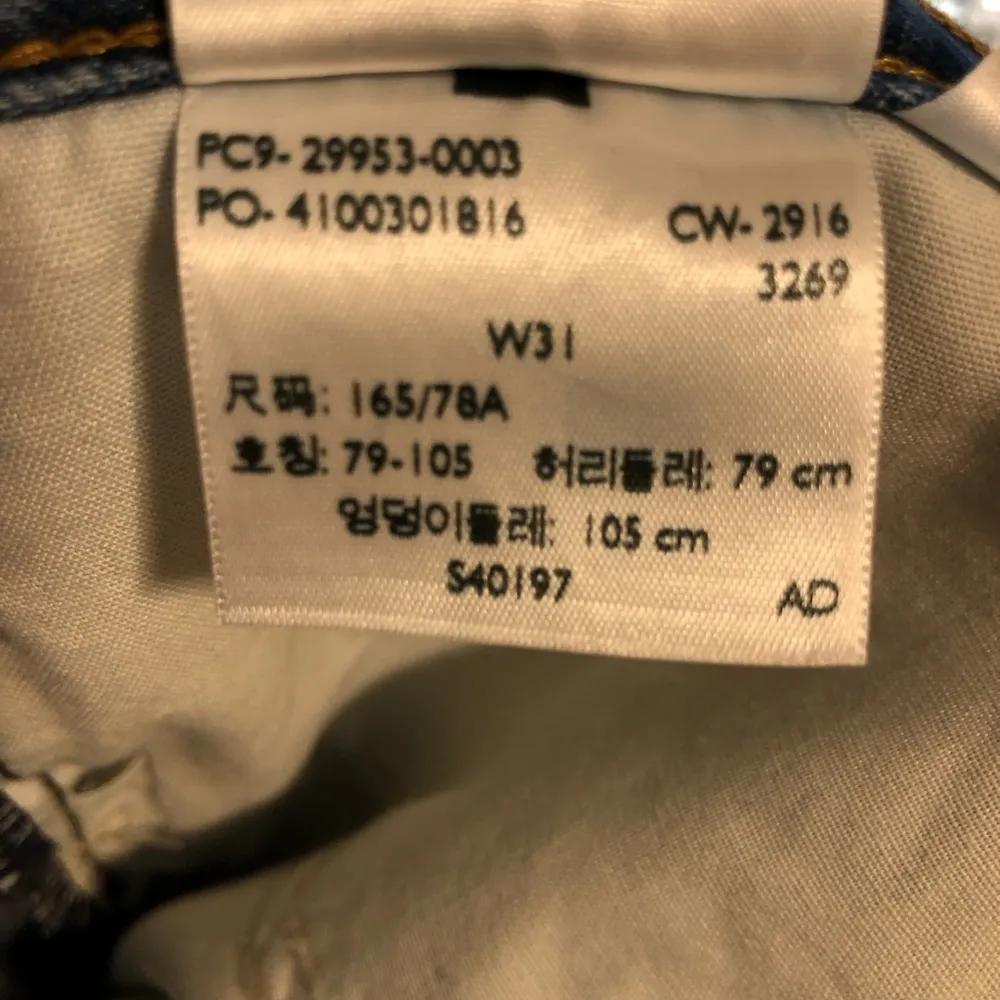 PC9- 29953-0003
PO- 4100301816 CW- 2916
3269
W31
尺码: 165/78A
호칭: 79-105 허리둘레: 79 cm
엉덩이둘레: 105 cm
S40197 AD